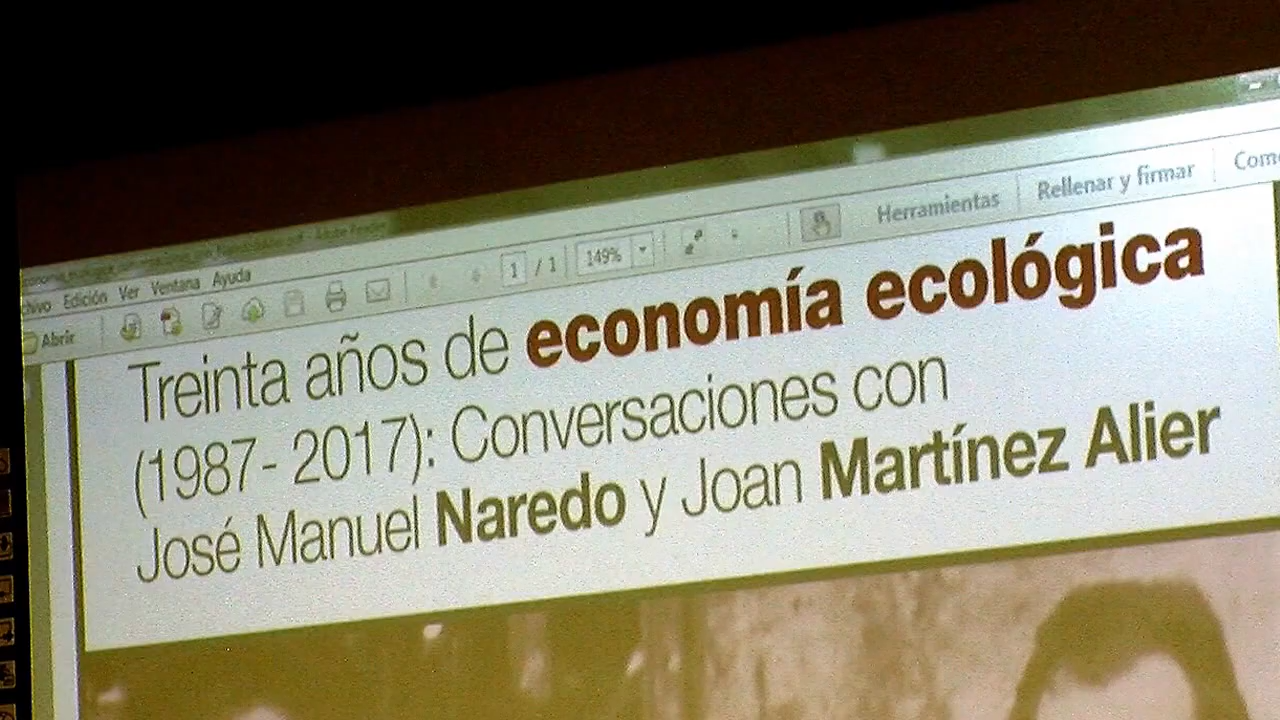 Edición Ver Ventana Ayuda
Abrir
1 / 1
149%
Herramientas
Rellenar y firmar
Treinta años de economía ecológica
(1987- 2017): Conversaciones con
José Manuel Naredo y Joan Martínez Alier